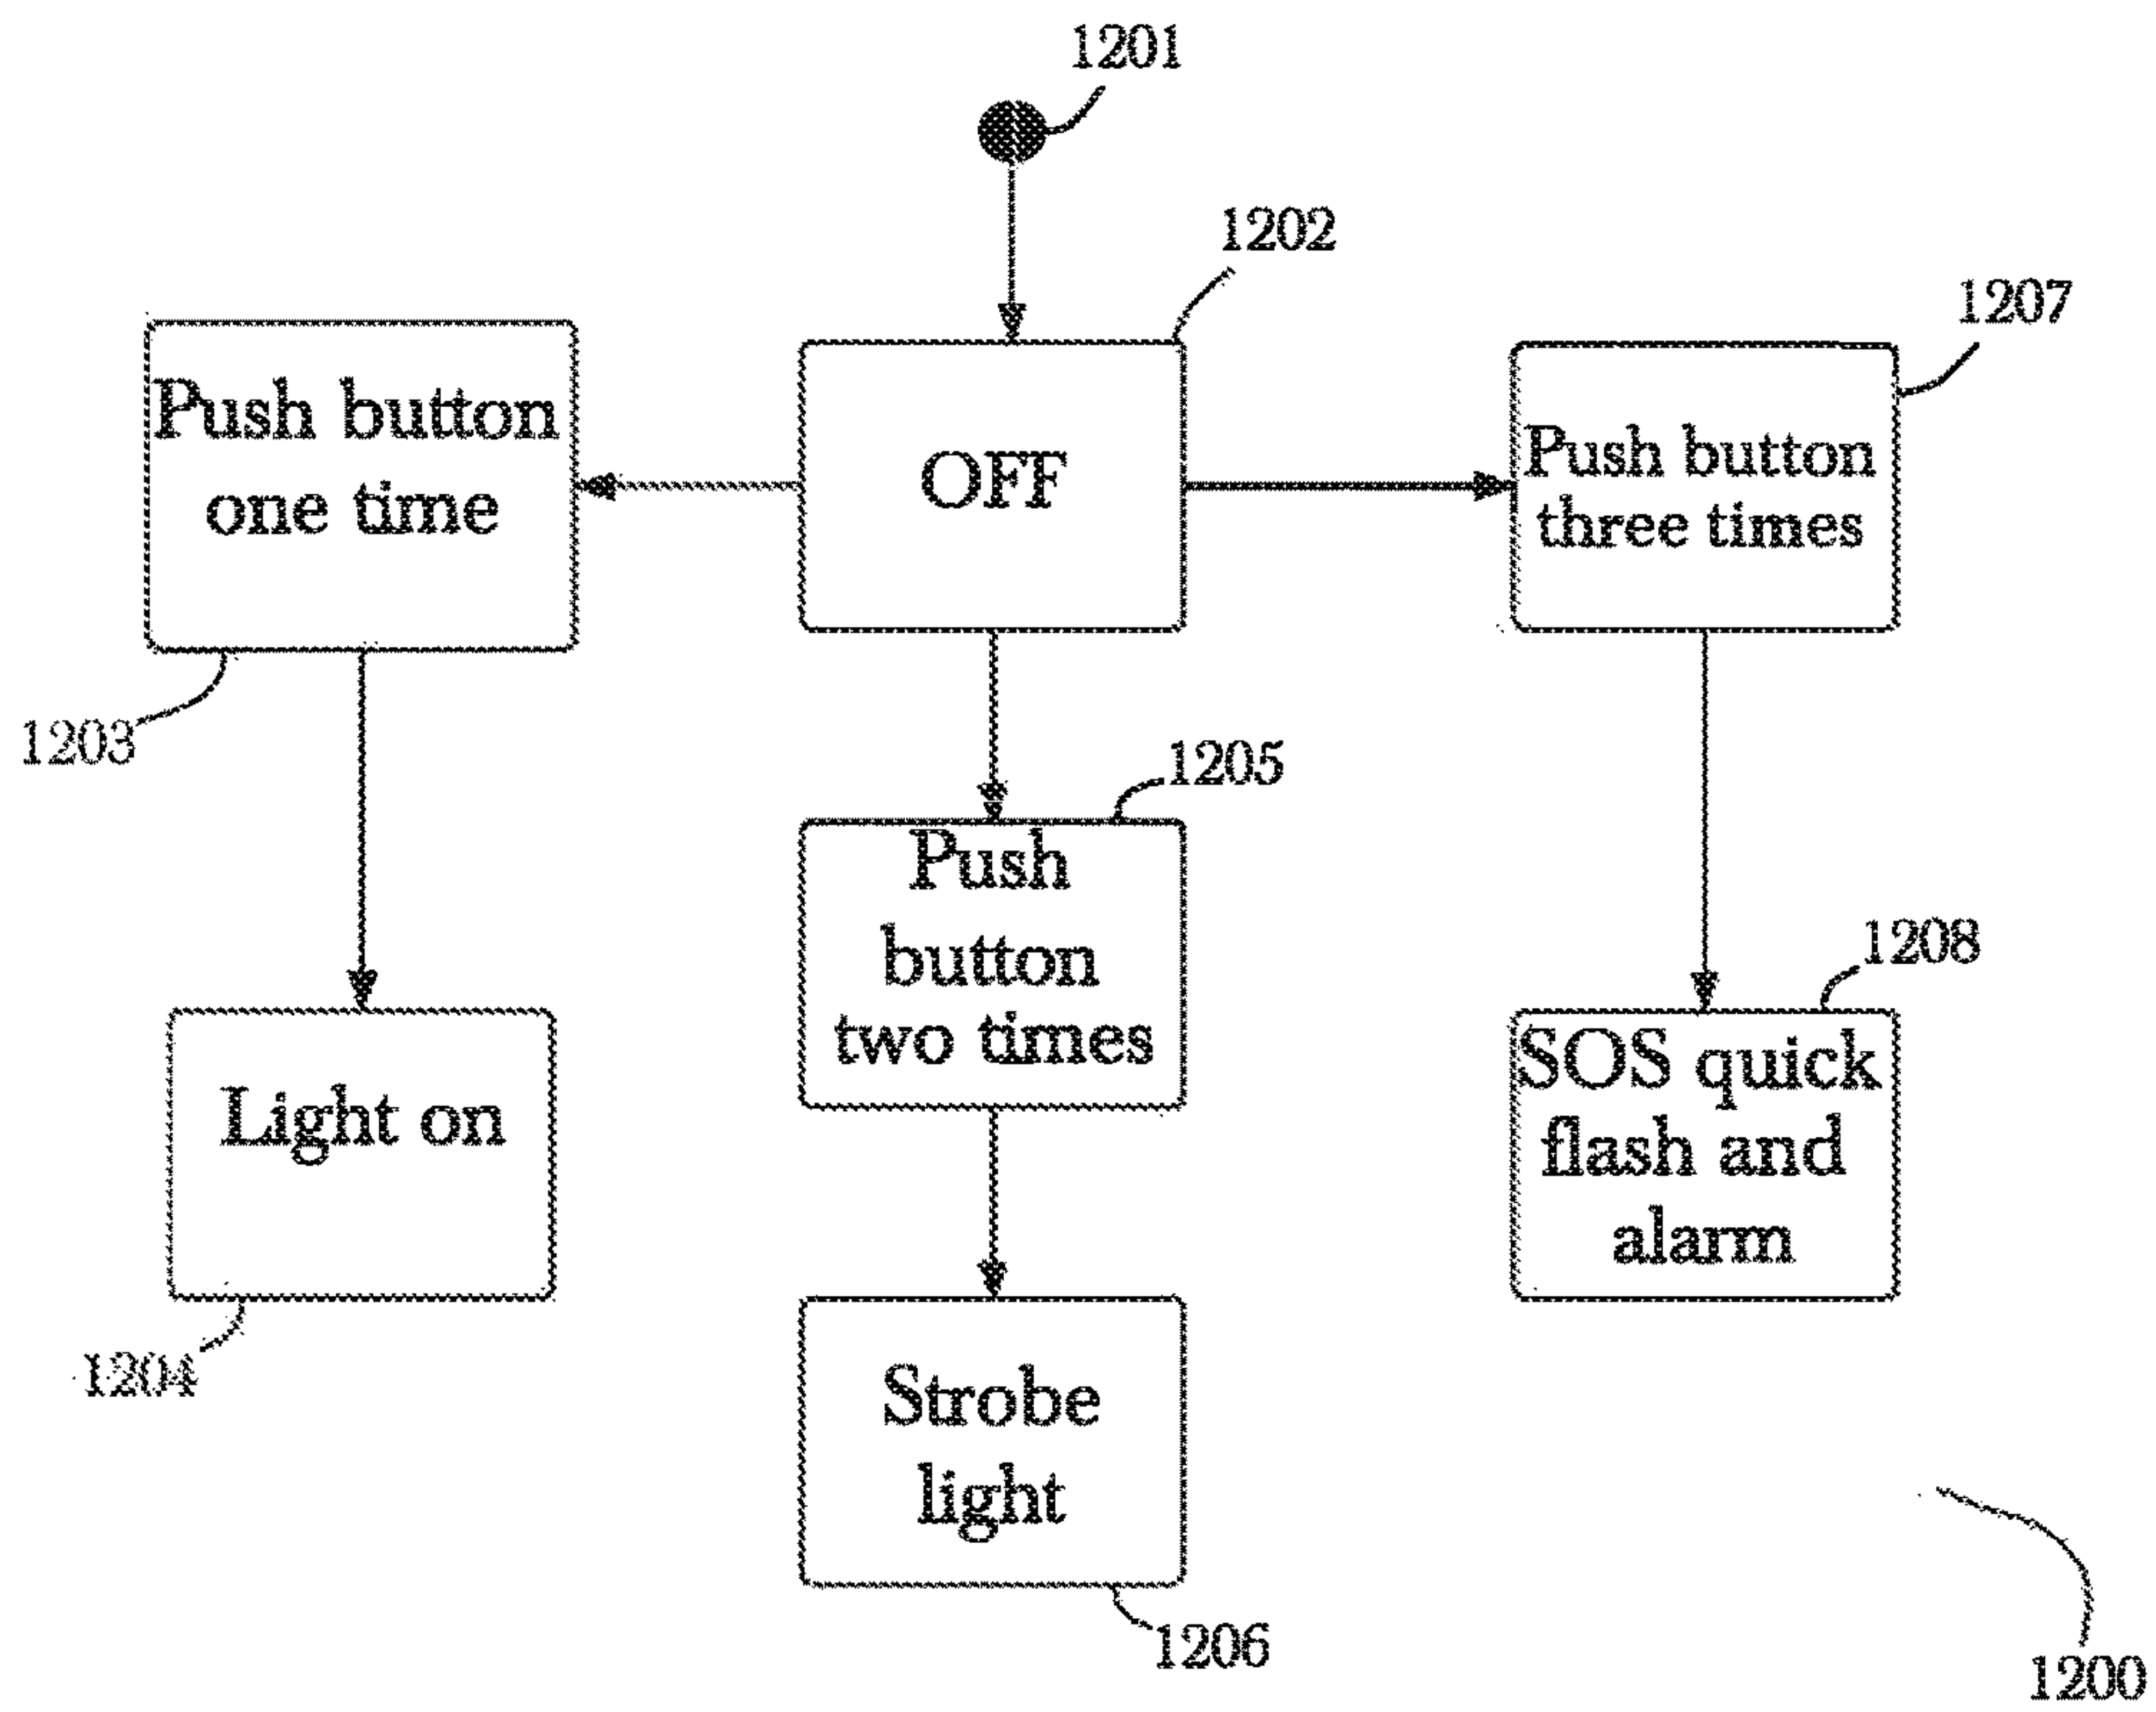 1201
1202
1207
Push button
one time
OFF
Push button
three times
1203
1205
Push
button
two times
1208
Light on
SOS quick
flash and
alarm
1204
Strobe
light
1206
1200